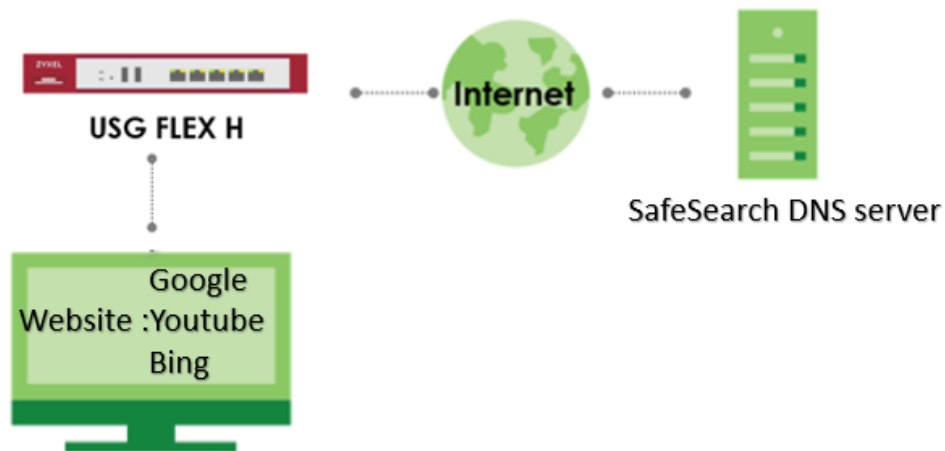 ZYXEL
USG FLEX H
Internet
SafeSearch DNS server
Google
Website :Youtube
Bing